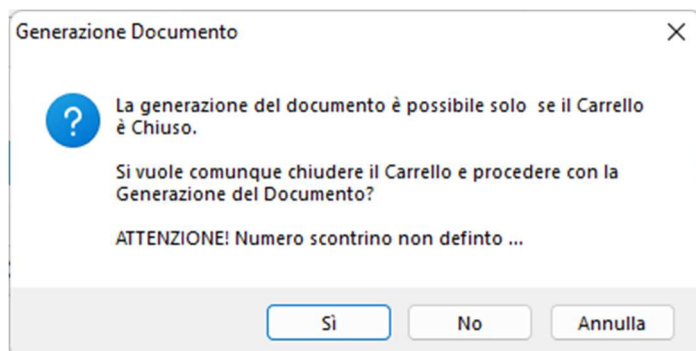 Generazione Documento
La generazione del documento è possibile solo  se il Carrello
è Chiuso.
Si vuole comunque chiudere il Carrello e procedere con la
Generazione del Documento?
ATTENZIONE! Numero scontrino non definto ...
Sì
No
Annulla